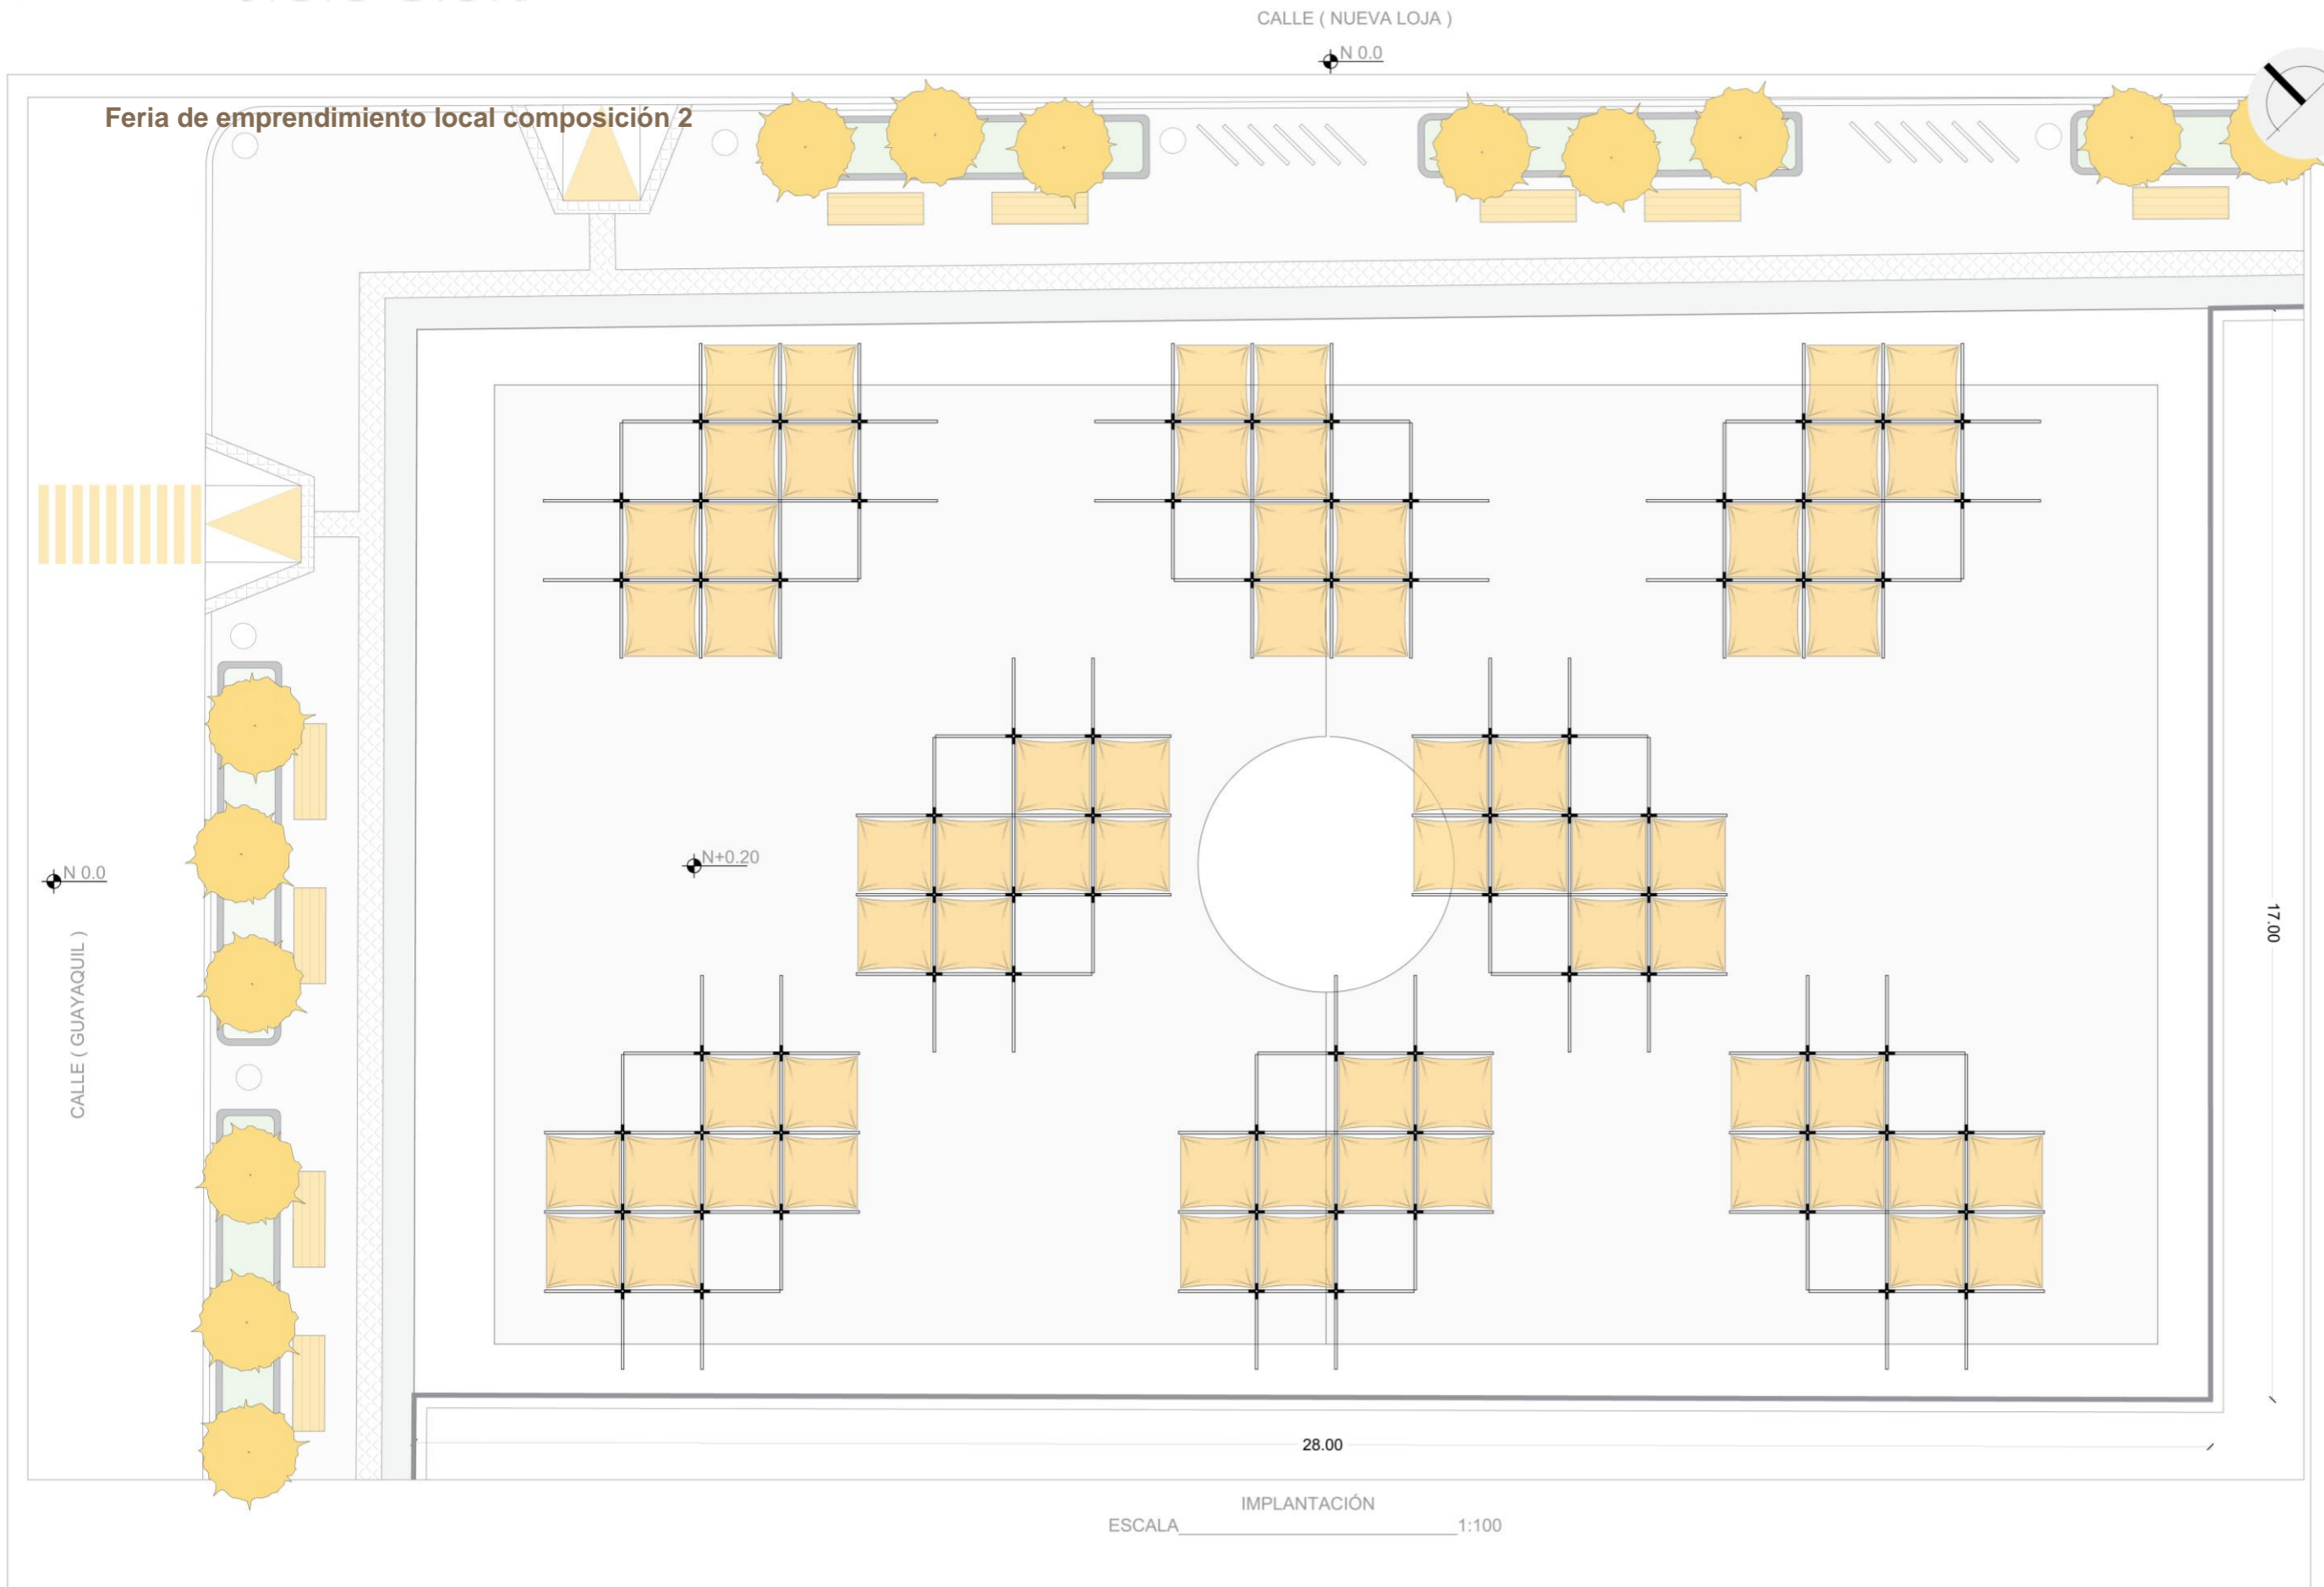 CALLE ( NUEVA LOJA )
N 0.0
Feria de emprendimiento local composición 2
N+0.20
N 0.0
CALLE ( GUAYAQUIL )
17.00
28.00
IMPLANTACIÓN
ESCALA 1:100